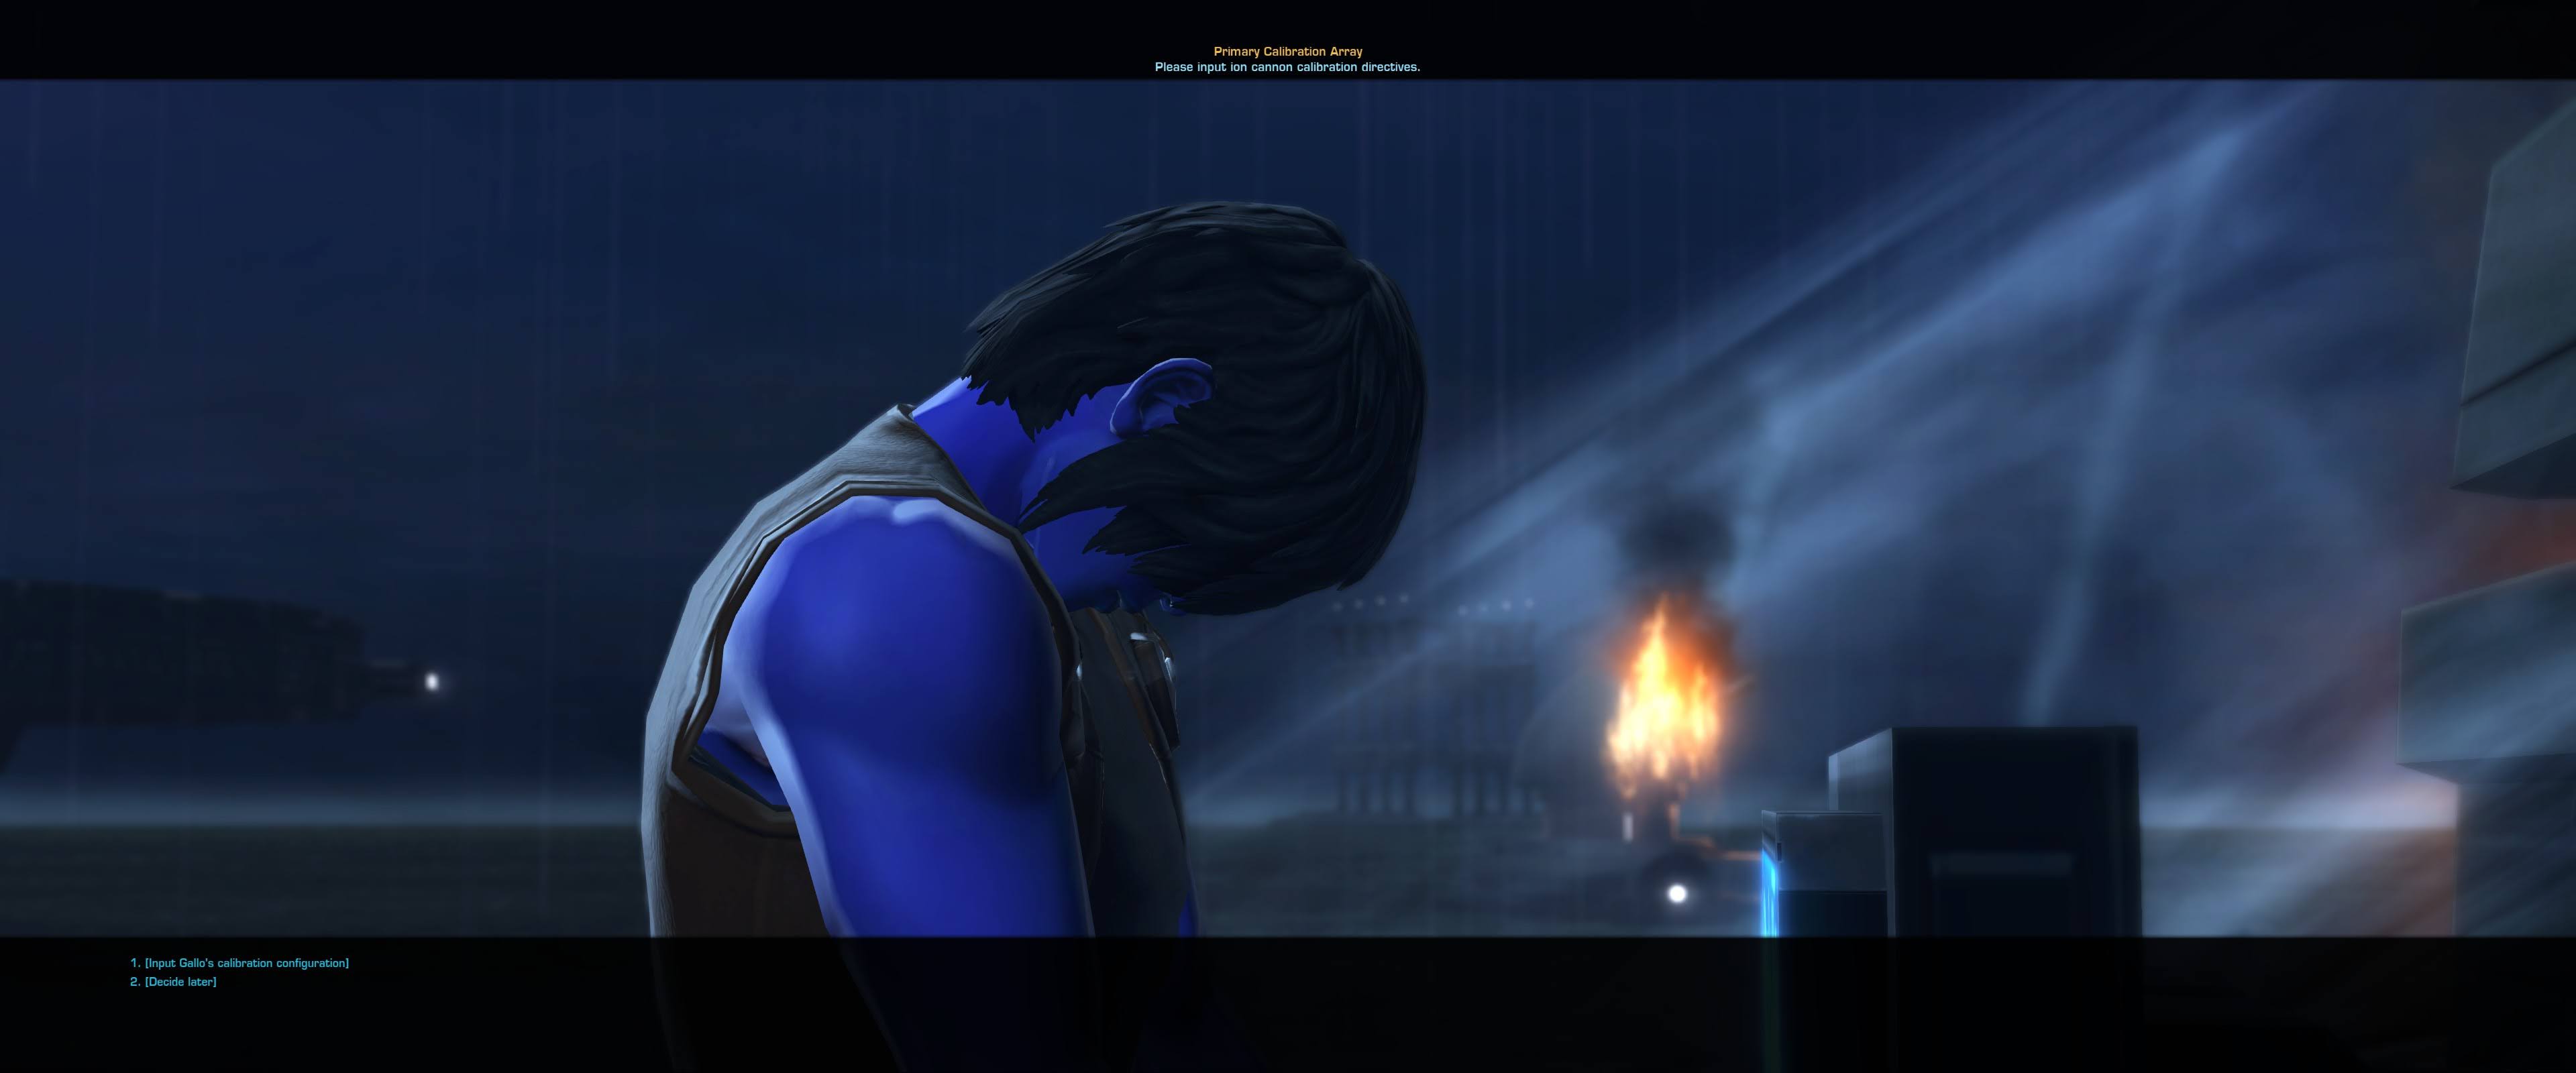 Primary Calibration Array
Please input ion cannon calibration directives.
1. [Input Gallo's calibration configuration]
2. [Decide later]